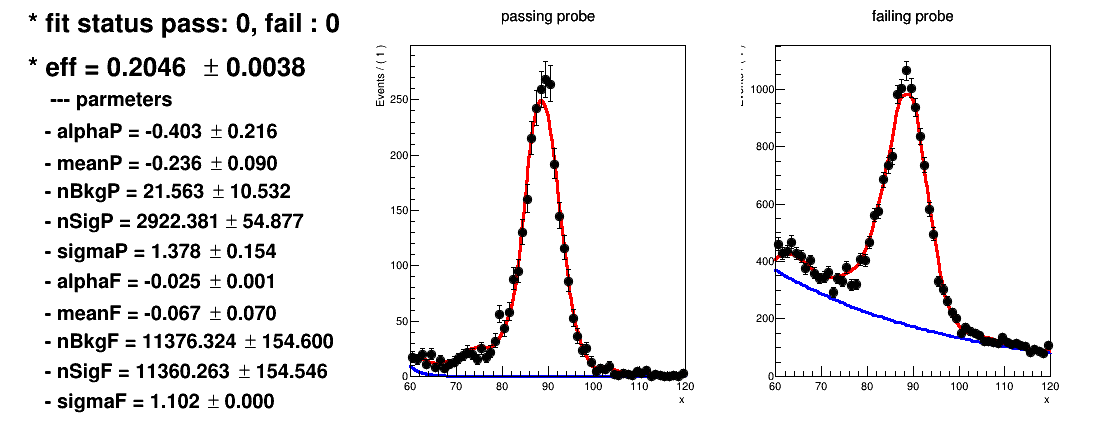 * fit status pass: 0, fail : 0
* eff = 0.2046 ± 0.0038
--- parmeters
- alphaP = -0.403 ± 0.216
- meanP = -0.236 ± 0.090
- nBkgP = 21.563 ± 10.532
- nSigP = 2922.381 ± 54.877
- sigmaP = 1.378 ± 0.154
- alphaF = -0.025 ± 0.001
- meanF = -0.067 ± 0.070
- nBkgF = 11376.324 ± 154.600
- nSigF = 11360.263 ± 154.546
- sigmaF = 1.102 ± 0.000
passing probe
Events / ( 1 )
250
200
150
100
50
0
60 70 80 90 100 110 120
x
failing probe
1000
800
600
400
200
0
60 70 80 90 100 110 120
x